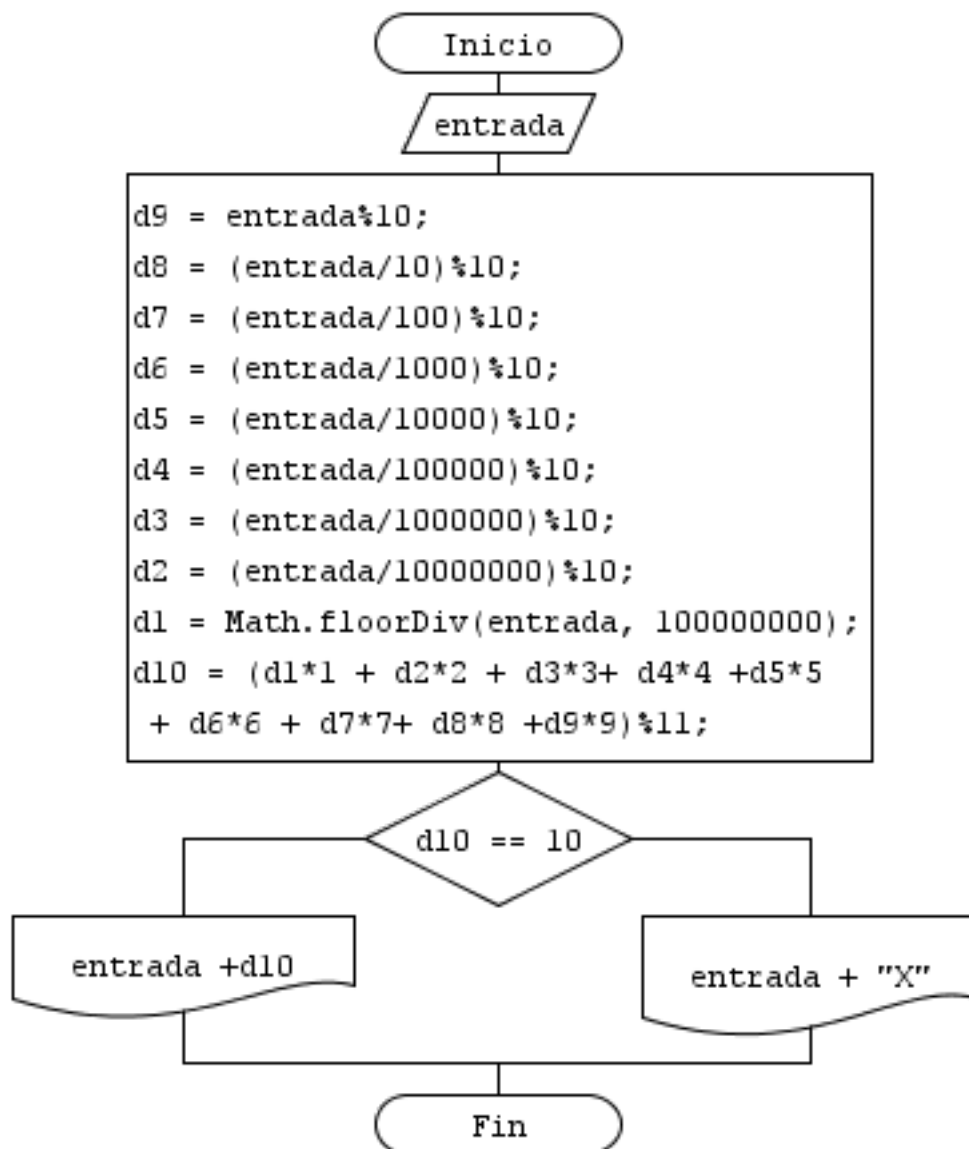 Inicio
entrada
d9 = entrada%10;
d8 = (entrada/10)%10;
d7 = (entrada/100)%10;
d6 = (entrada/1000)%10;
d5 = (entrada/10000)%10;
d4 = (entrada/100000)%10;
d3 = (entrada/1000000)%10;
d2 = (entrada/10000000)%10;
d1 = Math.floorDiv(entrada, 100000000);
d10 = (d1*1 + d2*2 + d3*3+ d4*4 +d5*5
+ d6*6 + d7*7+ d8*8 +d9*9)%11;
d10 == 10
entrada +d10
entrada + "X"
Fin